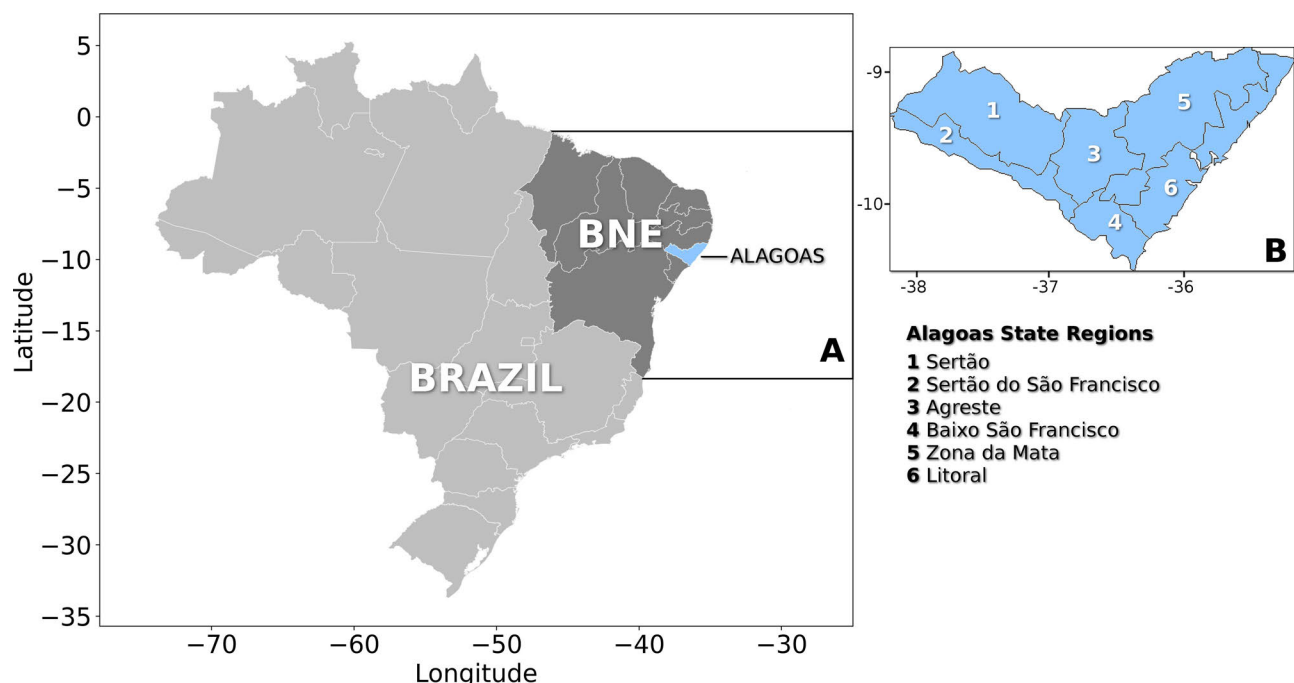 5
0
−5
−10
−15
−20
−25
−30
−35
Latitude
−70
−60
−50
−40
−30
Longitude
BRAZIL
BNE
ALAGOAS
A
-9
-10
-38
-37
-36
1
2
3
4
5
6
B
Alagoas State Regions
1 Sertão
2 Sertão do São Francisco
3 Agreste
4 Baixo São Francisco
5 Zona da Mata
6 Litoral